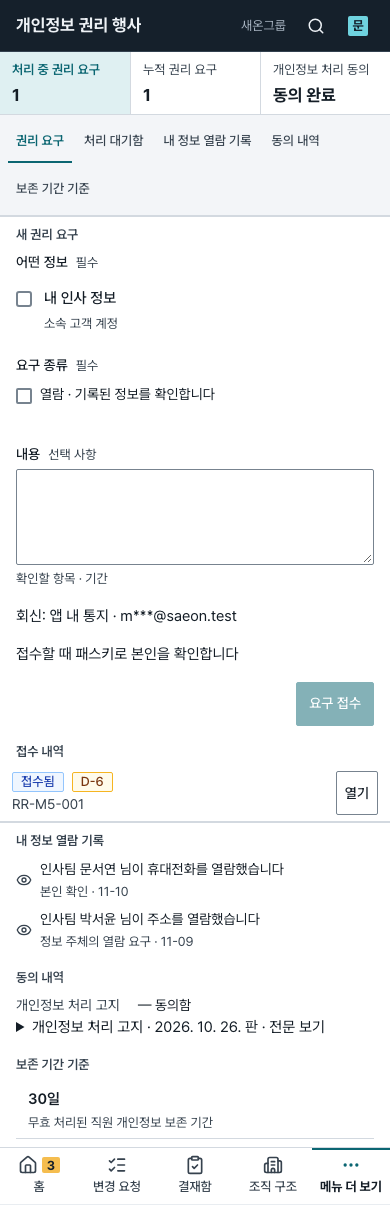 개인정보 권리 행사
새온그룹
문
처리 중 권리 요구
1
누적 권리 요구
1
개인정보 처리 동의
동의 완료
권리 요구
처리 대기함
내 정보 열람 기록
동의 내역
보존 기간 기준
새 권리 요구
어떤 정보 필수
내 인사 정보
소속 고객 계정
요구 종류 필수
열람 · 기록된 정보를 확인합니다
내용 선택 사항
확인할 항목 · 기간
회신: 앱 내 통지 · m***@saeon.test
접수할 때 패스키로 본인을 확인합니다
요구 접수
접수 내역
접수됨 D-6
RR-M5-001
열기
내 정보 열람 기록
인사팀 문서연 님이 휴대전화를 열람했습니다
본인 확인 · 11-10
인사팀 박서윤 님이 주소를 열람했습니다
정보 주체의 열람 요구 · 11-09
동의 내역
개인정보 처리 고지 — 동의함
개인정보 처리 고지 · 2026. 10. 26. 판 · 전문 보기
보존 기간 기준
30일
무효 처리된 직원 개인정보 보존 기간
3
홈
변경 요청
결재함
조직 구조
메뉴 더 보기